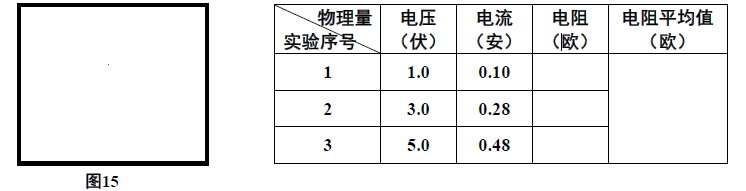 物理量 电压 电流 电阻 电阻平均值
实验序号 （伏） （安） （欧） （欧）
1 1.0 0.10
2 3.0 0.28
3 5.0 0.48
图15